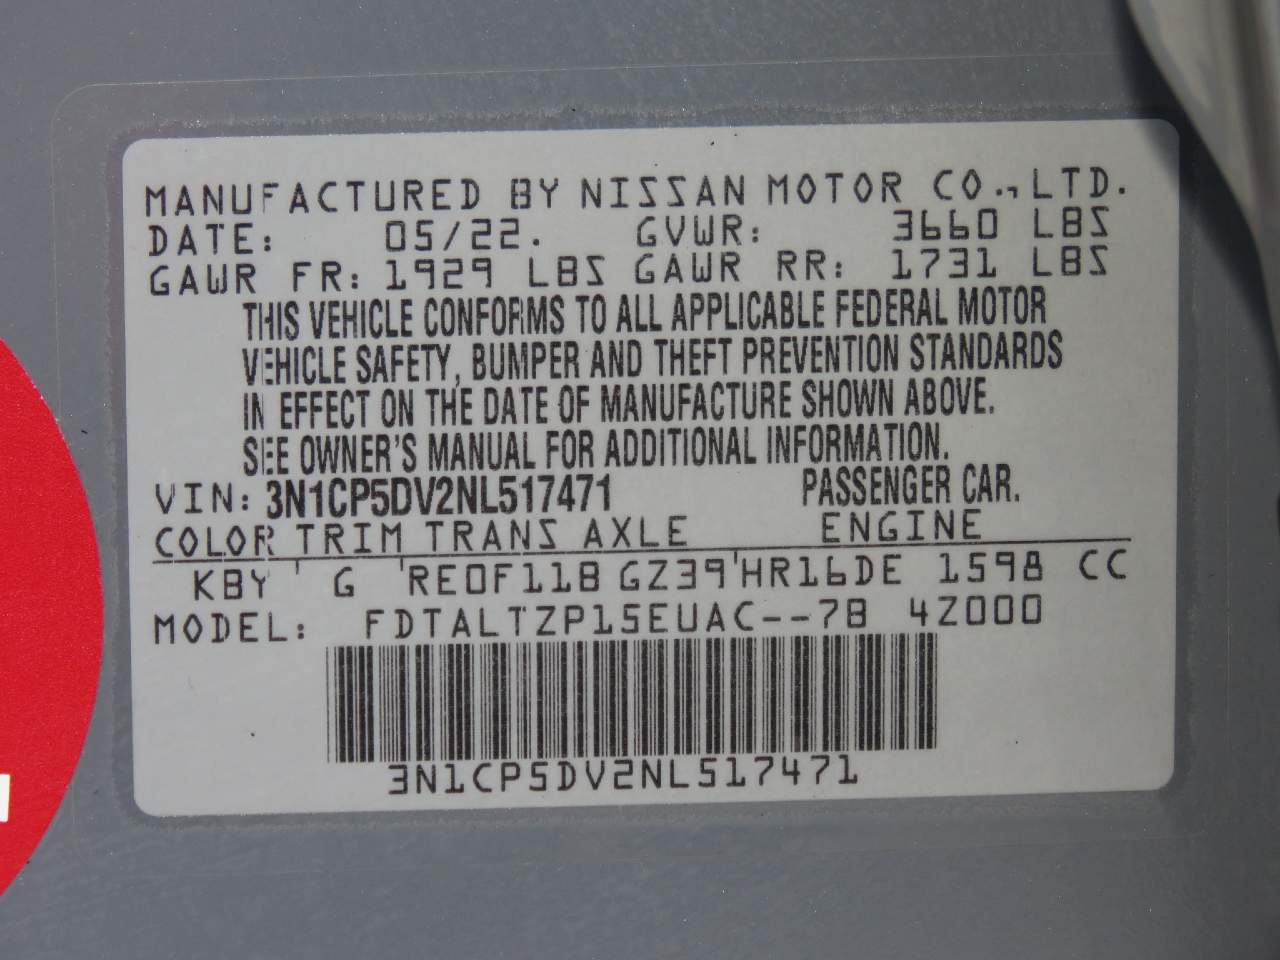 MANUFACTURED BY NISSAN MOTOR CO.,LTD.
DATE: 05/22. GVWR: 3660 LBS
GAWR FR: 1929 LBS GAWR RR: 1731 LBS
THIS VEHICLE CONFORMS TO ALL APPLICABLE FEDERAL MOTOR
VEHICLE SAFETY, BUMPER AND THEFT PREVENTION STANDARDS
IN EFFECT ON THE DATE OF MANUFACTURE SHOWN ABOVE.
SEE OWNER'S MANUAL FOR ADDITIONAL INFORMATION.
VIN: 3N1CP5DV2NL517471 PASSENGER CAR.
COLOR TRIM TRANS AXLE ENGINE
KBY ' G 'RE0F11B GZ39'HR16DE 1598 CC
MODEL: FDTALTZP15EUAC--7B 4Z000
3N1CP5DV2NL517471